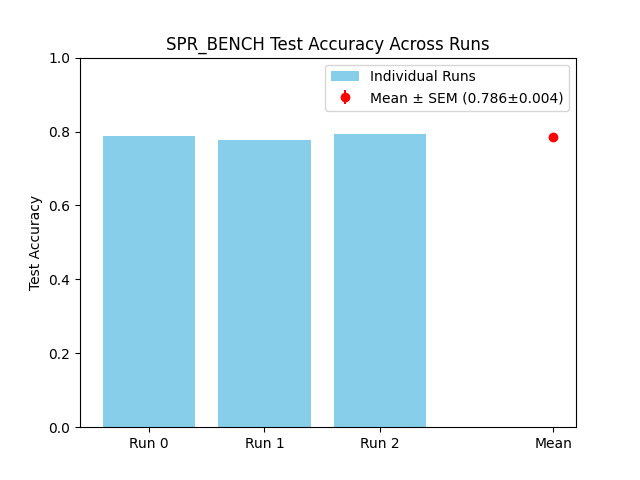 SPR_BENCH Test Accuracy Across Runs
Individual Runs
Mean ± SEM (0.786±0.004)
Test Accuracy
1.0
0.8
0.6
0.4
0.2
0.0
Run 0
Run 1
Run 2
Mean